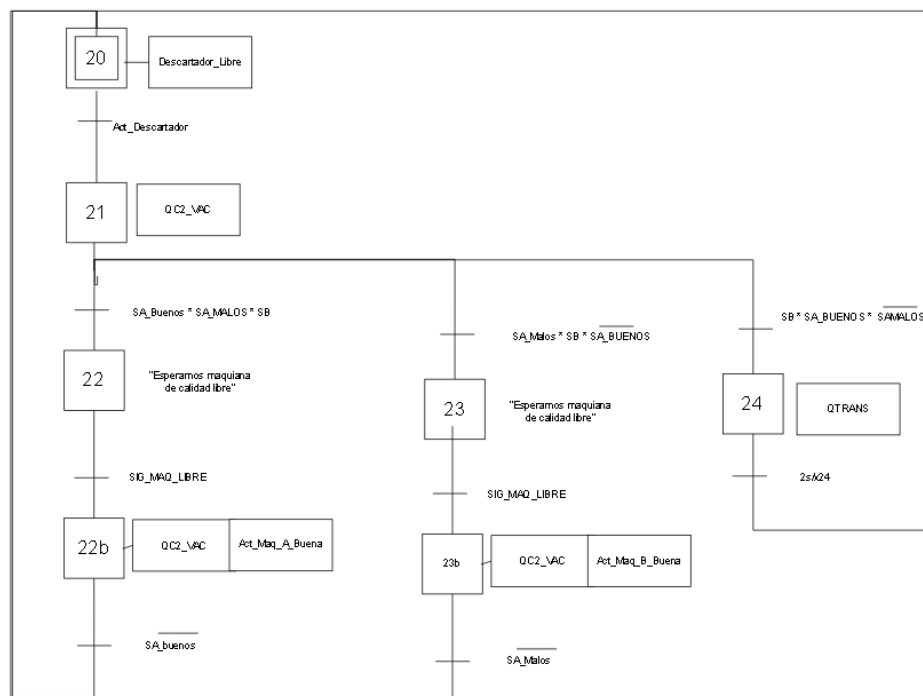 20
Descartador_Libre
Act_Descartador
21
QC2_VAC
SA_Buenos * SA_MALOS * SB
SA_Malos * SB * SA_BUENOS
SB * SA_BUENOS * SAMALOS
22
"Esperamos maquiana
de calidad libre"
23
"Esperamos maquiana
de calidad libre"
24
QTRANS
SIG_MAQ_LIBRE
SIG_MAQ_LIBRE
2s/x24
22b
QC2_VAC
Act_Maq_A_Buena
23b
QC2_VAC
Act_Maq_B_Buena
SA_buenos
SA_Malos